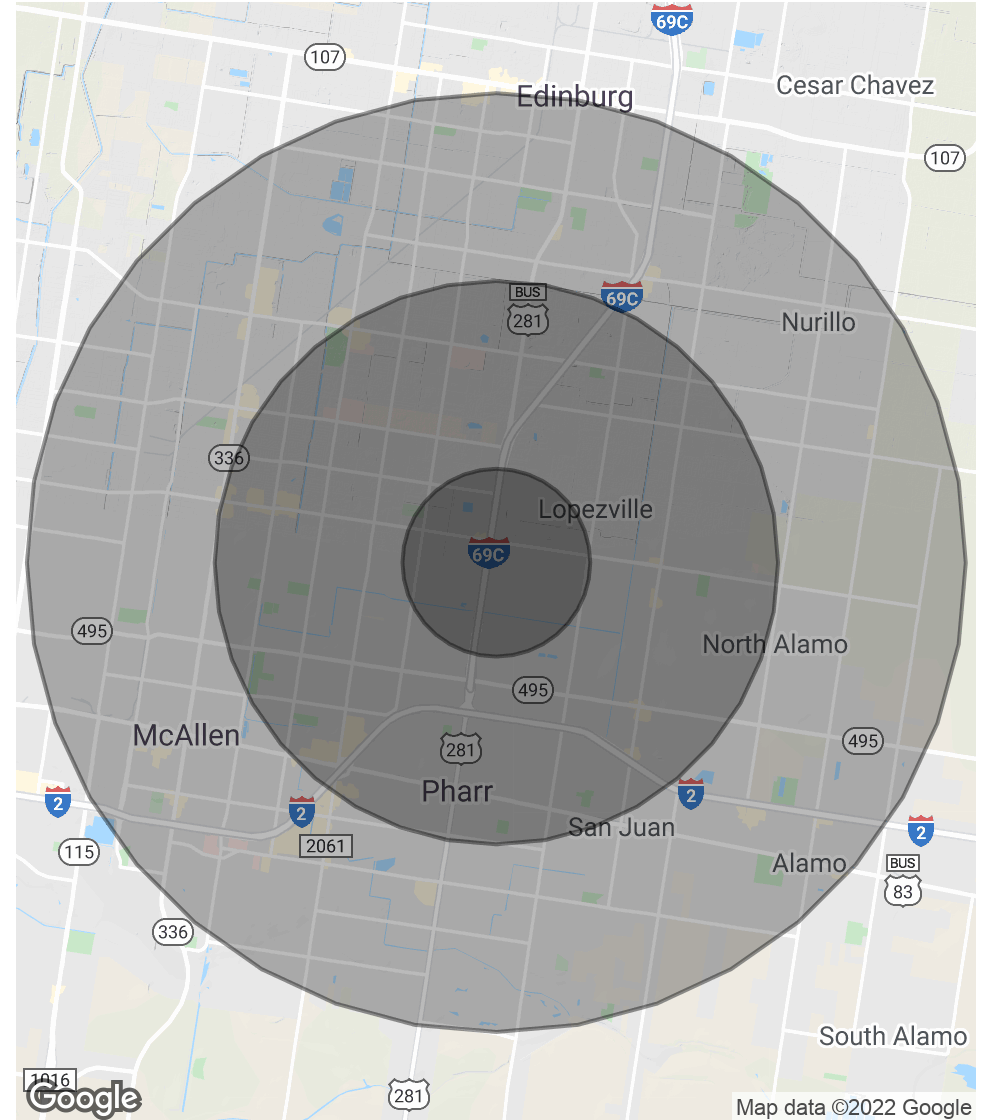 69C
107
Cesar Chavez
Edinburg
107
BUS
281
69C
Nurillo
336
Lopezville
69C
495
North Alamo
495
McAllen
281
495
Pharr
2
2
2
San Juan
2
115
2061
Alamo
BUS
83
336
South Alamo
1016
Google
281
Map data ©2022 Google